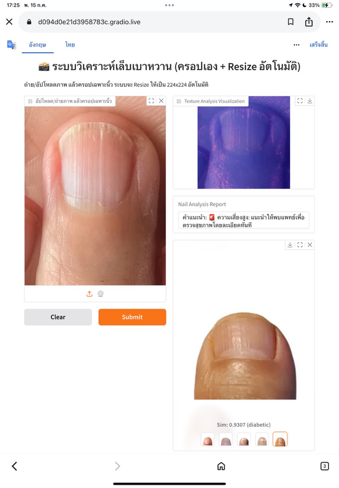 17:25 พุธ 15 ก.ค.
33%
d094d0e21d3958783c.gradio.live
อังกฤษ ไทย เสร็จสิ้น
📸 ระบบวิเคราะห์เล็บเบาหวาน (ครอปเอง + Resize อัตโนมัติ)
ถ่าย/อัปโหลดภาพ แล้วครอปเฉพาะนิ้ว ระบบจะ Resize ให้เป็น 224x224 อัตโนมัติ
อัปโหลด/ถ่ายภาพ แล้วครอปเฉพาะนิ้ว
Texture Analysis Visualization
Nail Analysis Report
คำแนะนำ: 🚨 ความเสี่ยงสูง: แนะนำให้พบแพทย์เพื่อ
ตรวจสุขภาพโดยละเอียดทันที
Clear
Submit
Sim: 0.9307 (diabetic)
3